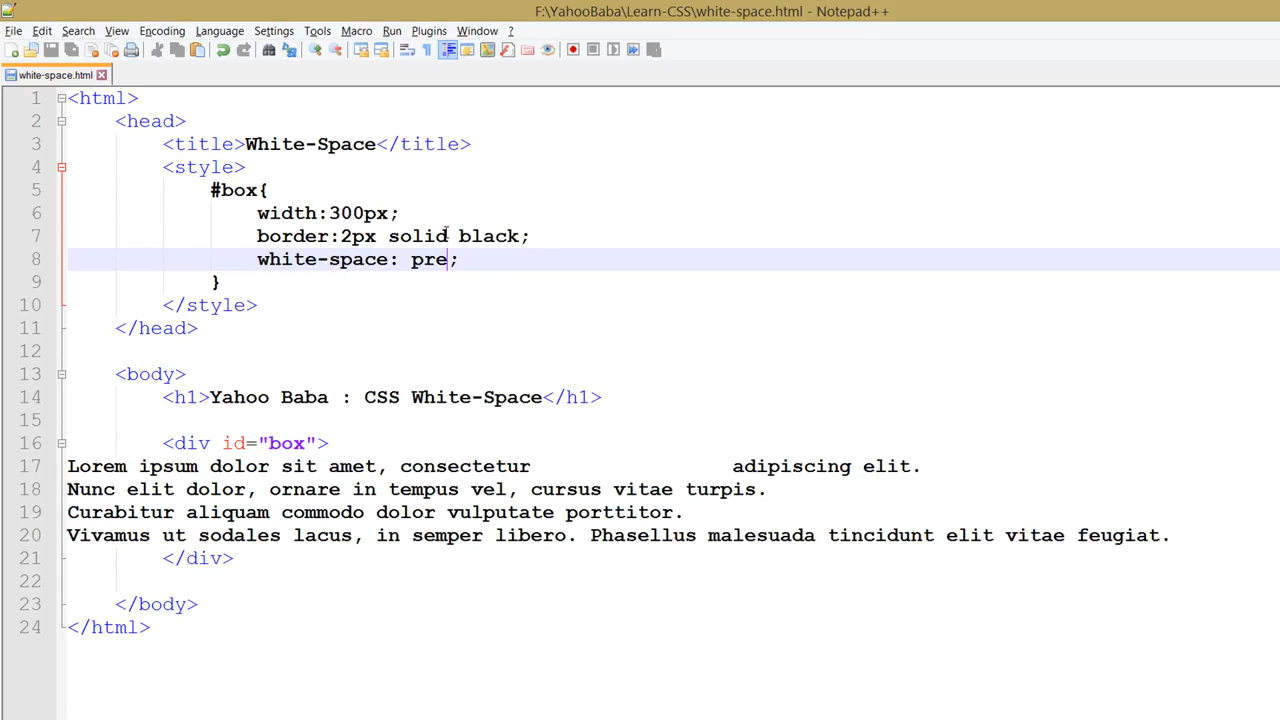 F:\YahooBaba\Learn-CSS\white-space.html - Notepad++
File Edit Search View Encoding Language Settings Tools Macro Run Plugins Window ?
white-space.html
1 <html>
2 <head>
3 <title>White-Space</title>
4 <style>
5 #box{
6 width:300px;
7 border:2px solid black;
8 white-space: pre;
9 }
10 </style>
11 </head>
12
13 <body>
14 <h1>Yahoo Baba : CSS White-Space</h1>
15
16 <div id="box">
17 Lorem ipsum dolor sit amet, consectetur                 adipiscing elit.
18 Nunc elit dolor, ornare in tempus vel, cursus vitae turpis.
19 Curabitur aliquam commodo dolor vulputate porttitor.
20 Vivamus ut sodales lacus, in semper libero. Phasellus malesuada tincidunt elit vitae feugiat.
21 </div>
22
23 </body>
24 </html>